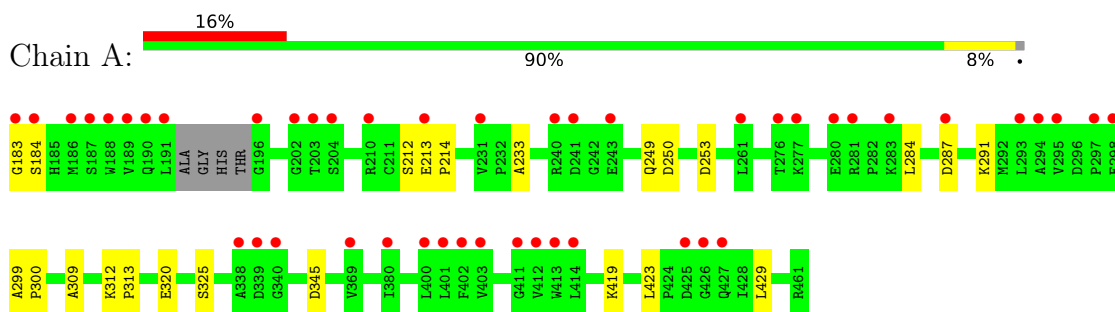 16%
Chain A:
90% 8% •
G183 S184 H185 M186 S187 W188 V189 Q190 L191 ALA GLY HIS THR G196 G202 T203 S204 R210 C211 S212 E213 P214 V231 P232 A233 R240 D241 G242 E243 Q249 D250 D253 L261 T276 K277 E280 R281 P282 K283 L284 D287 K291 M292 L293 A294 V295 D296 P297
A299 P300 A309 K312 P313 E320 S325 A338 D339 G340 D345 V369 I380 L400 L401 F402 V403 G411 V412 W413 L414 K419 L423 P424 D425 G426 Q427 I428 L429 R461